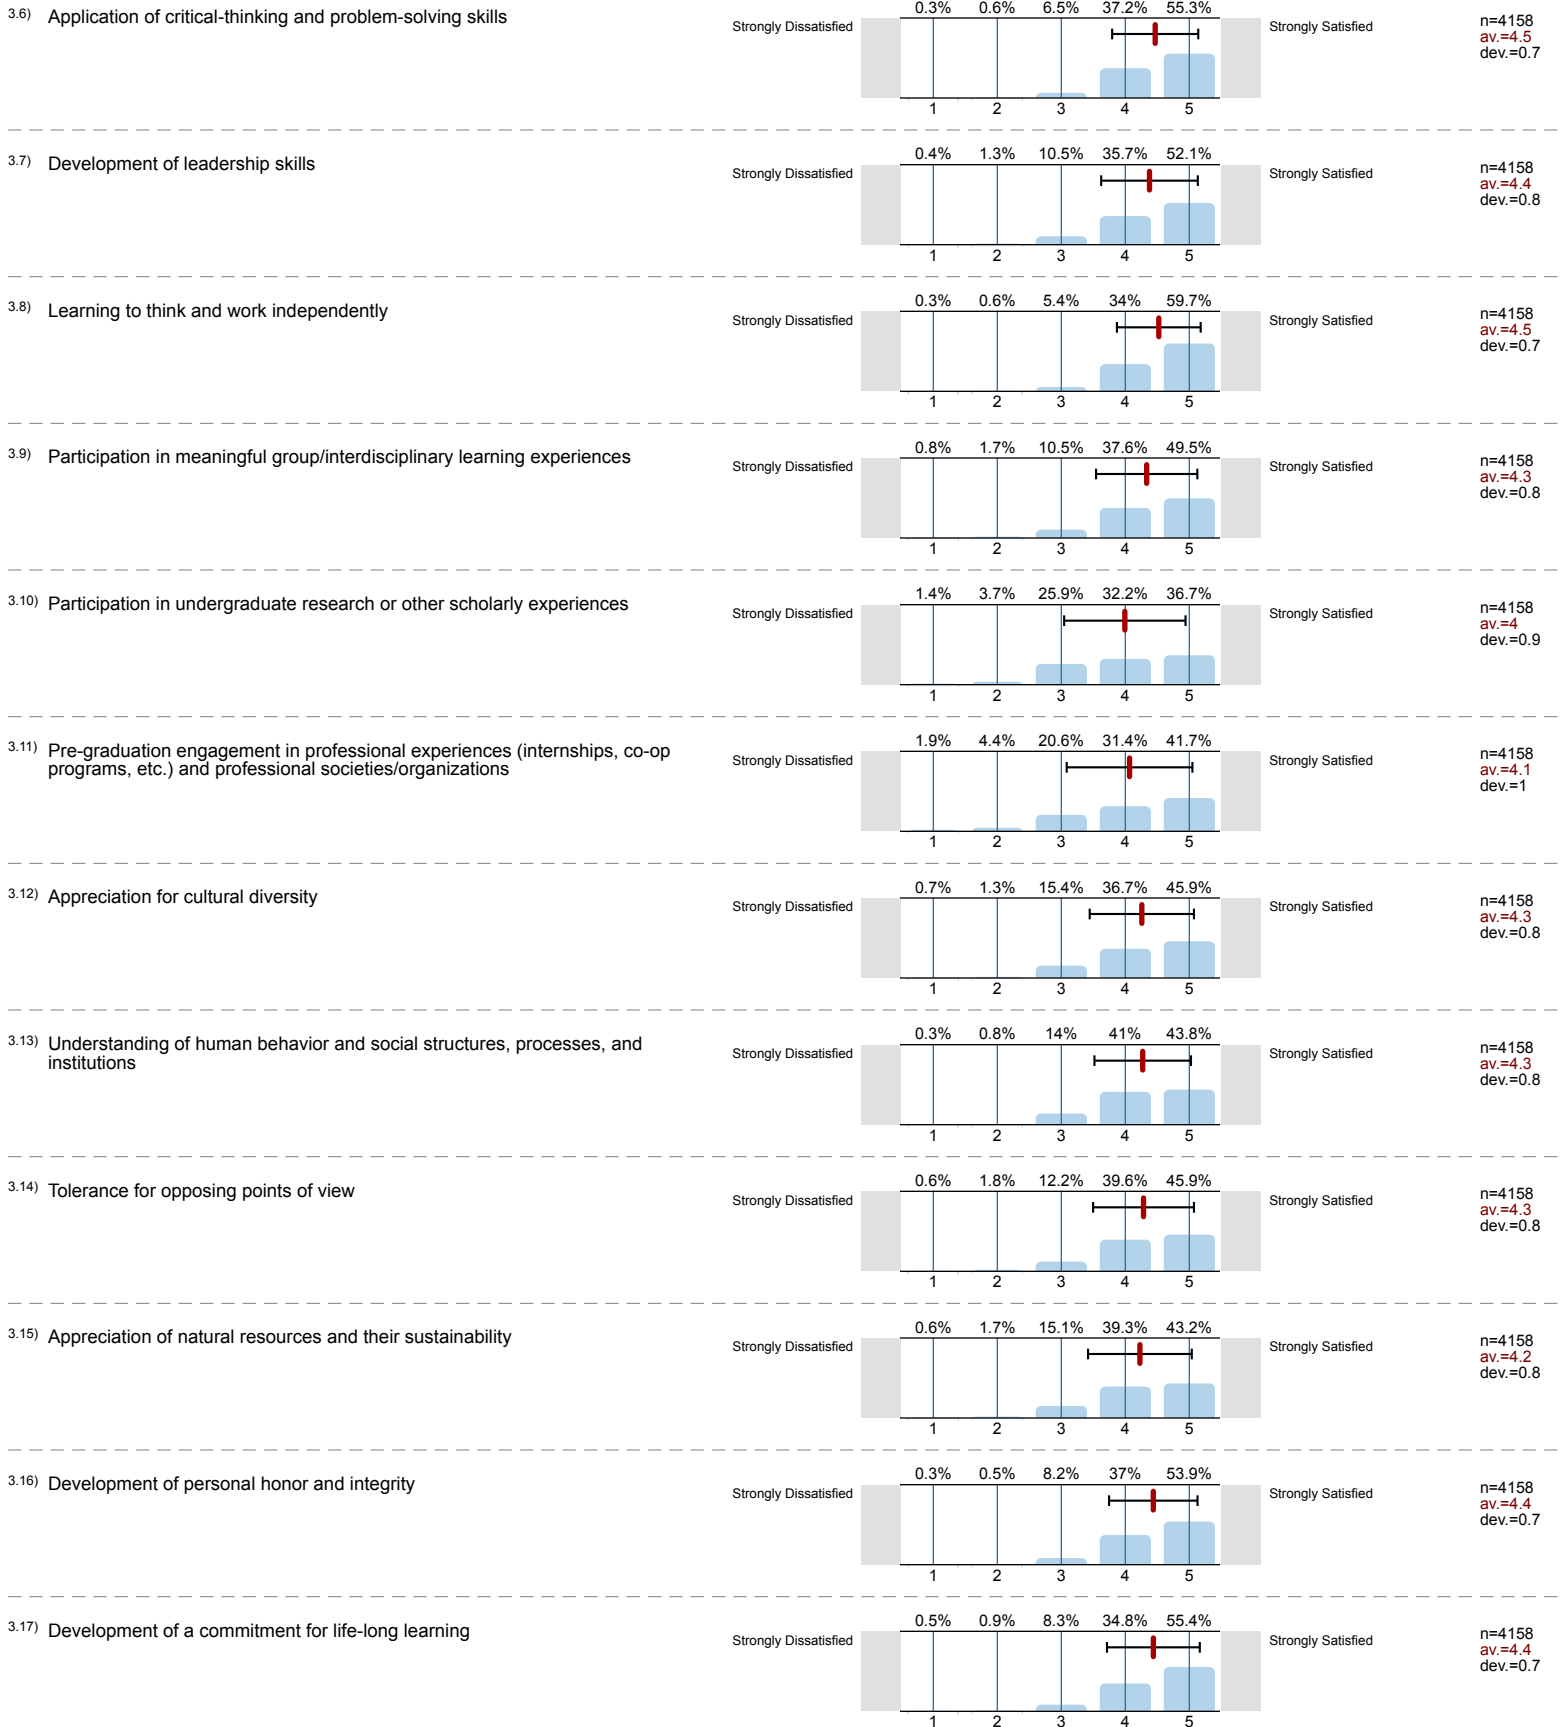 3.6) Application of critical-thinking and problem-solving skills
Strongly Dissatisfied
0.3% 0.6% 6.5% 37.2% 55.3%
1 2 3 4 5
Strongly Satisfied
n=4158
av.=4.5
dev.=0.7
3.7) Development of leadership skills
Strongly Dissatisfied
0.4% 1.3% 10.5% 35.7% 52.1%
1 2 3 4 5
Strongly Satisfied
n=4158
av.=4.4
dev.=0.8
3.8) Learning to think and work independently
Strongly Dissatisfied
0.3% 0.6% 5.4% 34% 59.7%
1 2 3 4 5
Strongly Satisfied
n=4158
av.=4.5
dev.=0.7
3.9) Participation in meaningful group/interdisciplinary learning experiences
Strongly Dissatisfied
0.8% 1.7% 10.5% 37.6% 49.5%
1 2 3 4 5
Strongly Satisfied
n=4158
av.=4.3
dev.=0.8
3.10) Participation in undergraduate research or other scholarly experiences
Strongly Dissatisfied
1.4% 3.7% 25.9% 32.2% 36.7%
1 2 3 4 5
Strongly Satisfied
n=4158
av.=4
dev.=0.9
3.11) Pre-graduation engagement in professional experiences (internships, co-op
programs, etc.) and professional societies/organizations
Strongly Dissatisfied
1.9% 4.4% 20.6% 31.4% 41.7%
1 2 3 4 5
Strongly Satisfied
n=4158
av.=4.1
dev.=1
3.12) Appreciation for cultural diversity
Strongly Dissatisfied
0.7% 1.3% 15.4% 36.7% 45.9%
1 2 3 4 5
Strongly Satisfied
n=4158
av.=4.3
dev.=0.8
3.13) Understanding of human behavior and social structures, processes, and
institutions
Strongly Dissatisfied
0.3% 0.8% 14% 41% 43.8%
1 2 3 4 5
Strongly Satisfied
n=4158
av.=4.3
dev.=0.8
3.14) Tolerance for opposing points of view
Strongly Dissatisfied
0.6% 1.8% 12.2% 39.6% 45.9%
1 2 3 4 5
Strongly Satisfied
n=4158
av.=4.3
dev.=0.8
3.15) Appreciation of natural resources and their sustainability
Strongly Dissatisfied
0.6% 1.7% 15.1% 39.3% 43.2%
1 2 3 4 5
Strongly Satisfied
n=4158
av.=4.2
dev.=0.8
3.16) Development of personal honor and integrity
Strongly Dissatisfied
0.3% 0.5% 8.2% 37% 53.9%
1 2 3 4 5
Strongly Satisfied
n=4158
av.=4.4
dev.=0.7
3.17) Development of a commitment for life-long learning
Strongly Dissatisfied
0.5% 0.9% 8.3% 34.8% 55.4%
1 2 3 4 5
Strongly Satisfied
n=4158
av.=4.4
dev.=0.7